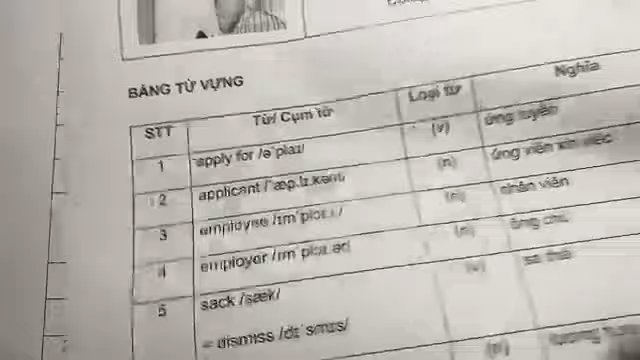 BẢNG TỪ VỰNG
STT Từ/ Cụm từ Loại từ Nghĩa
1 apply for /əˈplaɪ/ (v) ứng tuyển
2 applicant /ˈæp.lɪ.kənt/ (n) ứng viên xin việc
3 employee /ɪmˈplɔɪ.iː/ (n) nhân viên
4 employer /ɪmˈplɔɪ.ər/ (n) ông chủ
5 sack /sæk/ (v) sa thải
= dismiss /dɪˈsmɪs/